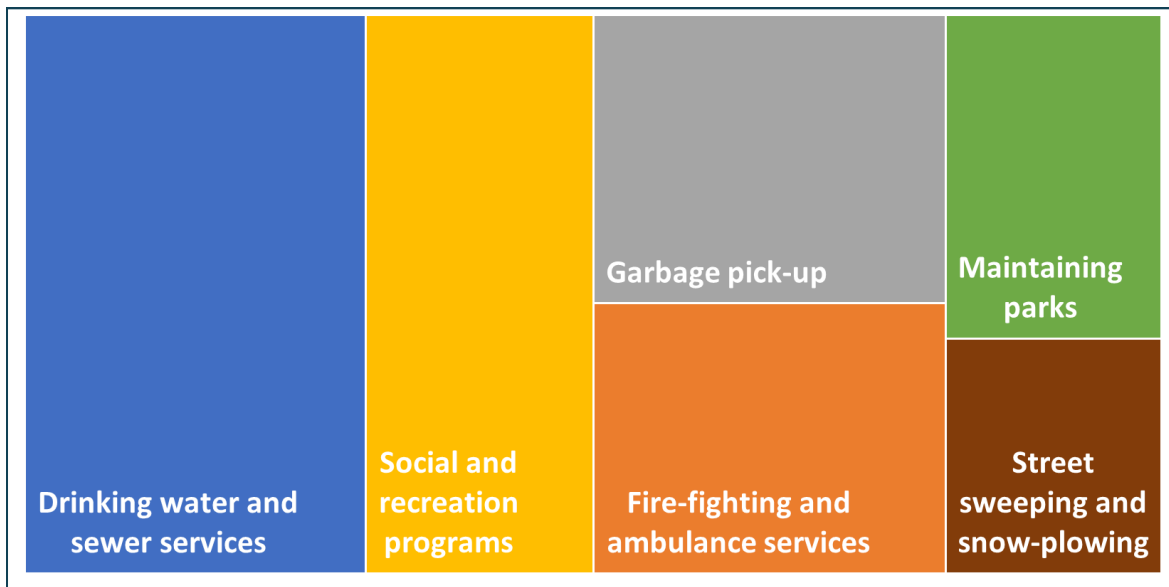 Drinking water and
sewer services
Social and
recreation
programs
Garbage pick-up
Fire-fighting and
ambulance services
Maintaining
parks
Street
sweeping and
snow-plowing